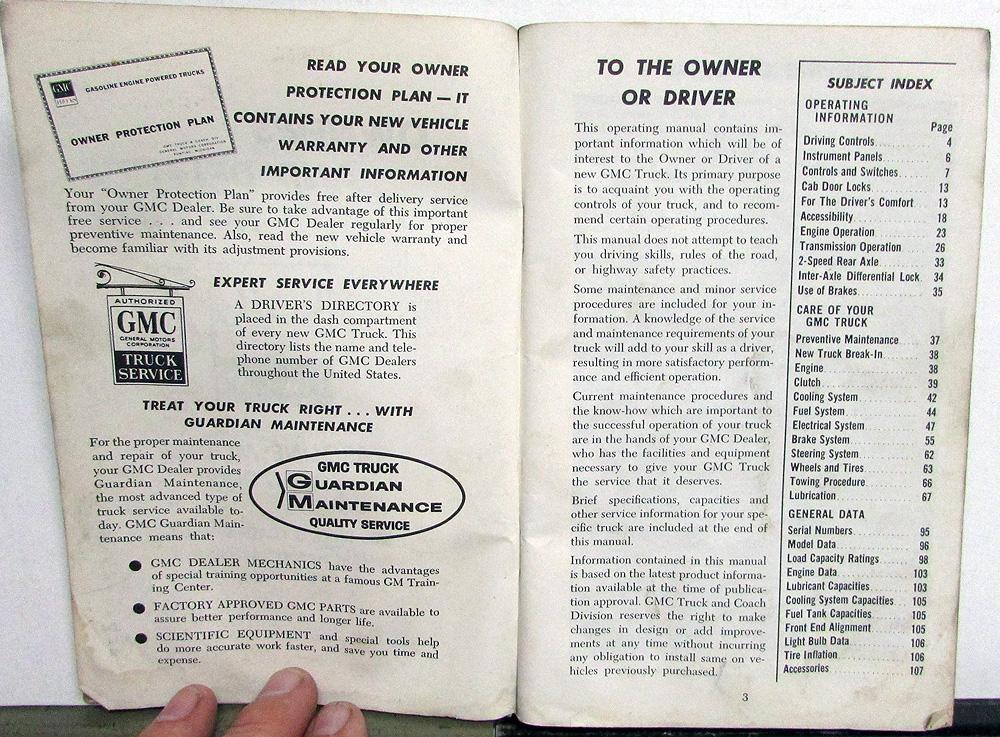 GMC
TRUCKS
GASOLINE ENGINE POWERED TRUCKS
OWNER PROTECTION PLAN
GMC TRUCK & COACH DIV.
GENERAL MOTORS CORPORATION
PONTIAC, MICHIGAN
READ YOUR OWNER
PROTECTION PLAN — IT
CONTAINS YOUR NEW VEHICLE
WARRANTY AND OTHER
IMPORTANT INFORMATION
Your "Owner Protection Plan" provides free after delivery service
from your GMC Dealer. Be sure to take advantage of this important
free service . . . and see your GMC Dealer regularly for proper
preventive maintenance. Also, read the new vehicle warranty and
become familiar with its adjustment provisions.
AUTHORIZED
GMC
GENERAL MOTORS
CORPORATION
TRUCK
SERVICE
EXPERT SERVICE EVERYWHERE
A DRIVER'S DIRECTORY is
placed in the dash compartment
of every new GMC Truck. This
directory lists the name and tele-
phone number of GMC Dealers
throughout the United States.
TREAT YOUR TRUCK RIGHT . . . WITH
GUARDIAN MAINTENANCE
For the proper maintenance
and repair of your truck,
your GMC Dealer provides
Guardian Maintenance,
the most advanced type of
truck service available to-
day. GMC Guardian Main-
tenance means that:
GMC TRUCK
GUARDIAN
MAINTENANCE
QUALITY SERVICE
● GMC DEALER MECHANICS have the advantages
of special training opportunities at a famous GM Train-
ing Center.
● FACTORY APPROVED GMC PARTS are available to
assure better performance and longer life.
● SCIENTIFIC EQUIPMENT and special tools help
do more accurate work faster, and save you time and
expense.
TO THE OWNER
OR DRIVER
This operating manual contains im-
portant information which will be of
interest to the Owner or Driver of a
new GMC Truck. Its primary purpose
is to acquaint you with the operating
controls of your truck, and to recom-
mend certain operating procedures.
This manual does not attempt to teach
you driving skills, rules of the road,
or highway safety practices.
Some maintenance and minor service
procedures are included for your in-
formation. A knowledge of the service
and maintenance requirements of your
truck will add to your skill as a driver,
resulting in more satisfactory perform-
ance and efficient operation.
Current maintenance procedures and
the know-how which are important to
the successful operation of your truck
are in the hands of your GMC Dealer,
who has the facilities and equipment
necessary to give your GMC Truck
the service that it deserves.
Brief specifications, capacities and
other service information for your spe-
cific truck are included at the end of
this manual.
Information contained in this manual
is based on the latest product informa-
tion available at the time of publica-
tion approval. GMC Truck and Coach
Division reserves the right to make
changes in design or add improve-
ments at any time without incurring
any obligation to install same on ve-
hicles previously purchased.
3
SUBJECT INDEX
OPERATING
INFORMATION
Page
Driving Controls 4
Instrument Panels 6
Controls and Switches 7
Cab Door Locks 13
For The Driver's Comfort 13
Accessibility 18
Engine Operation 23
Transmission Operation 26
2-Speed Rear Axle 33
Inter-Axle Differential Lock 34
Use of Brakes 35
CARE OF YOUR
GMC TRUCK
Preventive Maintenance 37
New Truck Break-In 38
Engine 38
Clutch 39
Cooling System 42
Fuel System 44
Electrical System 47
Brake System 55
Steering System 62
Wheels and Tires 63
Towing Procedure 66
Lubrication 67
GENERAL DATA
Serial Numbers 95
Model Data 96
Load Capacity Ratings 98
Engine Data 103
Lubricant Capacities 103
Cooling System Capacities 105
Fuel Tank Capacities 105
Front End Alignment 105
Light Bulb Data 106
Tire Inflation 106
Accessories 107